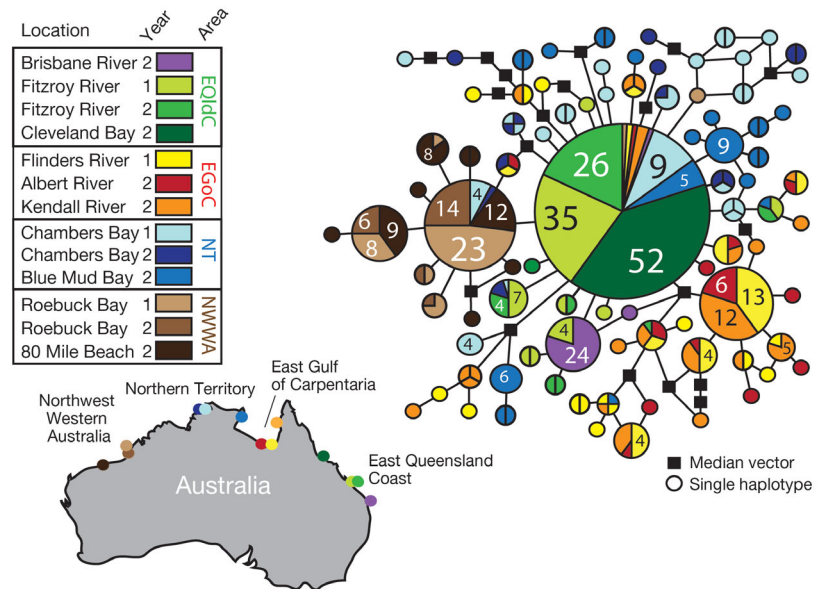 Location Year Area
Brisbane River 2
Fitzroy River 1
Fitzroy River 2
Cleveland Bay 2
EQldC
Flinders River 1
Albert River 2
Kendall River 2
EGoC
Chambers Bay 1
Chambers Bay 2
Blue Mud Bay 2
NT
Roebuck Bay 1
Roebuck Bay 2
80 Mile Beach 2
NWWA
26
9
5
35
52
9
8
4
12
14
23
6
9
8
7
4
4
24
4
6
6
13
12
4
5
4
Median vector
Single haplotype
Northwest
Western
Australia
Northern Territory
East Gulf
of Carpentaria
East Queensland
Coast
Australia